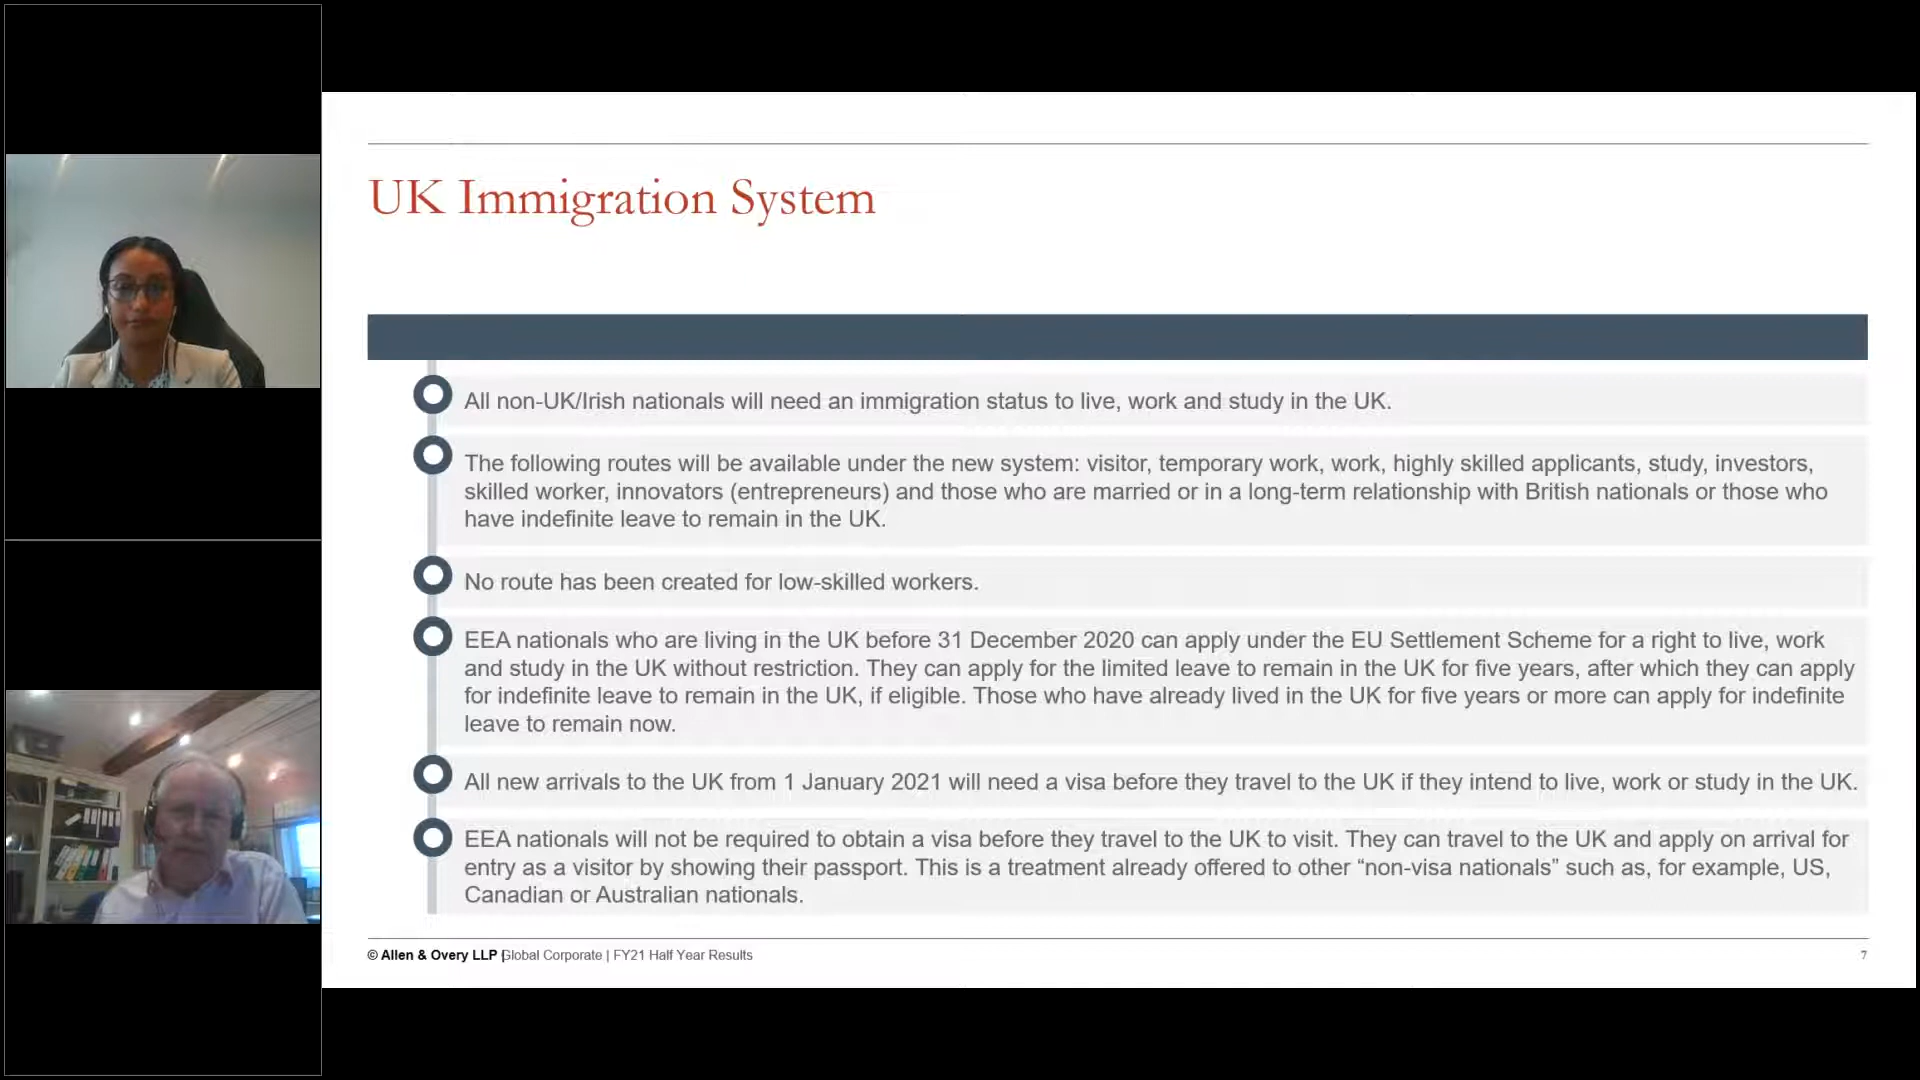 UK Immigration System
All non-UK/Irish nationals will need an immigration status to live, work and study in the UK.
The following routes will be available under the new system: visitor, temporary work, work, highly skilled applicants, study, investors,
skilled worker, innovators (entrepreneurs) and those who are married or in a long-term relationship with British nationals or those who
have indefinite leave to remain in the UK.
No route has been created for low-skilled workers.
EEA nationals who are living in the UK before 31 December 2020 can apply under the EU Settlement Scheme for a right to live, work
and study in the UK without restriction. They can apply for the limited leave to remain in the UK for five years, after which they can apply
for indefinite leave to remain in the UK, if eligible. Those who have already lived in the UK for five years or more can apply for indefinite
leave to remain now.
All new arrivals to the UK from 1 January 2021 will need a visa before they travel to the UK if they intend to live, work or study in the UK.
EEA nationals will not be required to obtain a visa before they travel to the UK to visit. They can travel to the UK and apply on arrival for
entry as a visitor by showing their passport. This is a treatment already offered to other “non-visa nationals” such as, for example, US,
Canadian or Australian nationals.
© Allen & Overy LLP | Global Corporate | FY21 Half Year Results
7